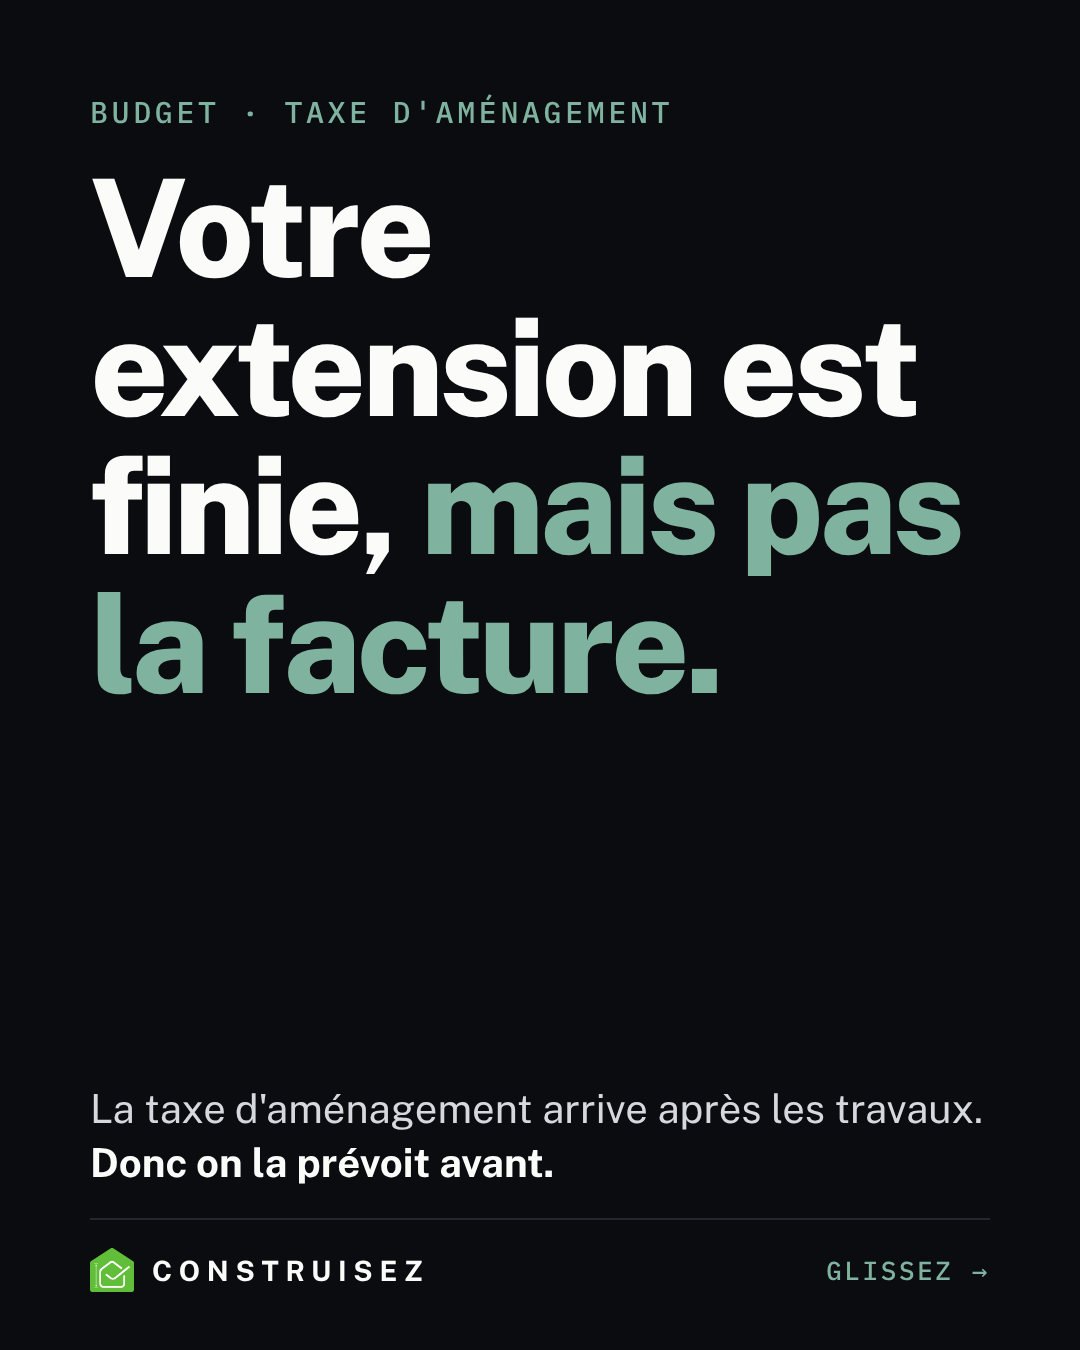 BUDGET · TAXE D'AMÉNAGEMENT
Votre
extension est
finie, mais pas
la facture.
La taxe d'aménagement arrive après les travaux.
Donc on la prévoit avant.
CONSTRUISEZ
GLISSEZ →